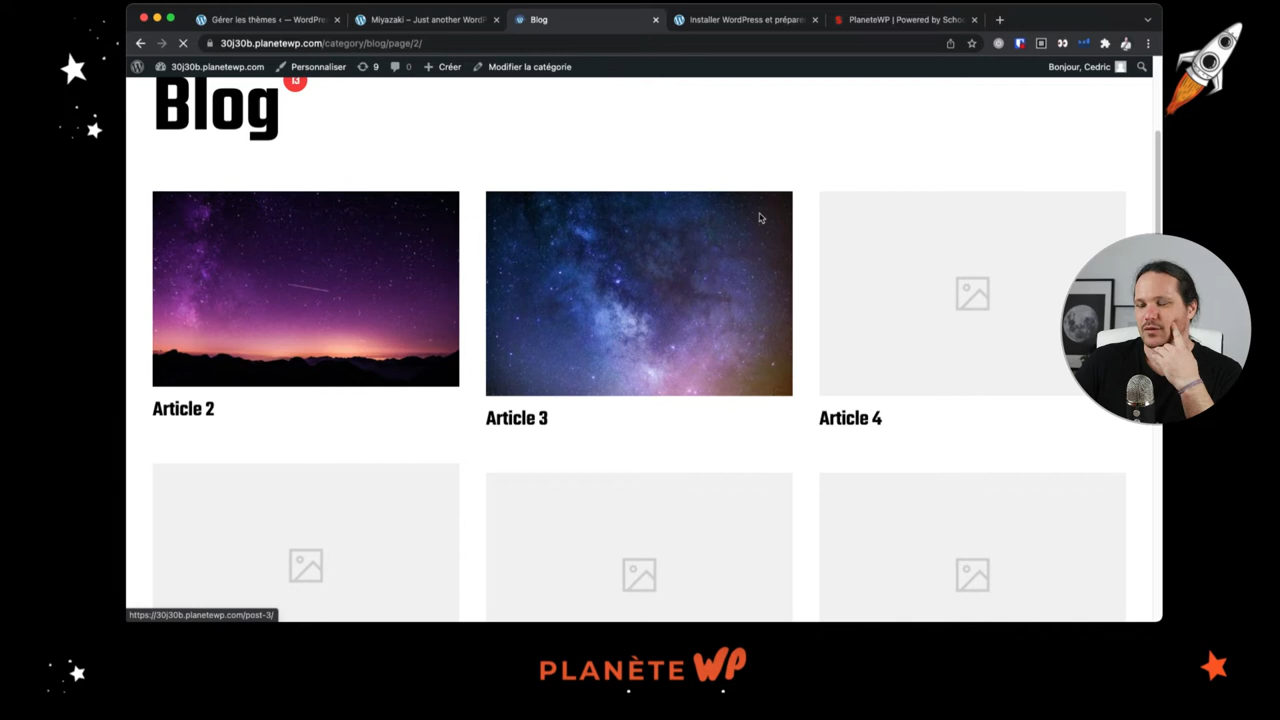 Gérer les thèmes ‹ — WordPre
Miyazaki – Just another WordP
Blog
Installer WordPress et prépare
PlaneteWP | Powered by Schoo
30j30b.planetewp.com/category/blog/page/2/
30j30b.planetewp.com
Personnaliser
9
0
Créer
Modifier la catégorie
Bonjour, Cedric
Blog
13
Article 2
Article 3
Article 4
https://30j30b.planetewp.com/post-3/
PLANÈTE WP